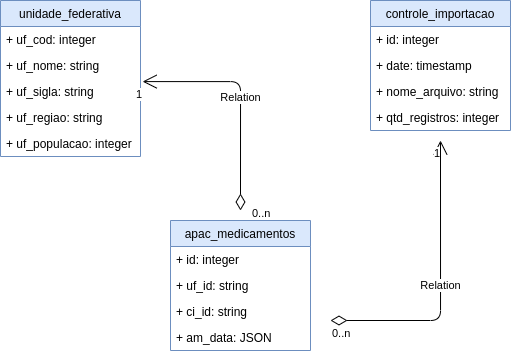 unidade_federativa
+ uf_cod: integer
+ uf_nome: string
+ uf_sigla: string
+ uf_regiao: string
+ uf_populacao: integer
controle_importacao
+ id: integer
+ date: timestamp
+ nome_arquivo: string
+ qtd_registros: integer
1
Relation
0..n
1
Relation
0..n
apac_medicamentos
+ id: integer
+ uf_id: string
+ ci_id: string
+ am_data: JSON